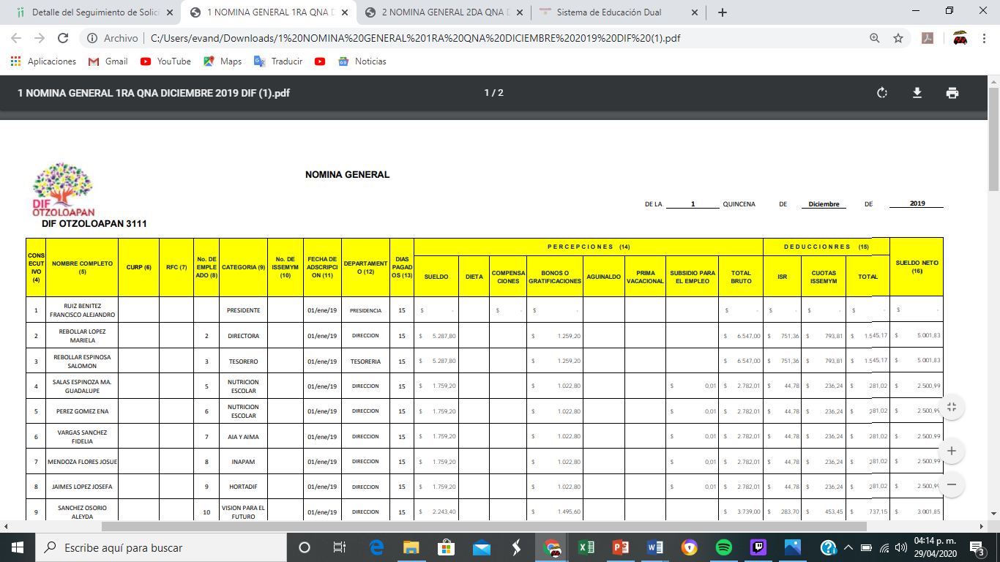 Detalle del Seguimiento de Solici
1 NOMINA GENERAL 1RA QNA D
2 NOMINA GENERAL 2DA QNA D
Sistema de Educación Dual
Archivo
C:/Users/evand/Downloads/1%20NOMINA%20GENERAL%201RA%20QNA%20DICIEMBRE%202019%20DIF%20(1).pdf
Aplicaciones
Gmail
YouTube
Maps
Traducir
Noticias
1 NOMINA GENERAL 1RA QNA DICIEMBRE 2019 DIF (1).pdf
1 / 2
DIF
OTZOLOAPAN
NOMINA GENERAL
DE LA 1 QUINCENA DE Diciembre DE 2019
DIF OTZOLOAPAN 3111
CONSECUTIVO (4) NOMBRE COMPLETO (5) CURP (6) RFC (7) No. DE EMPLEADO (8) CATEGORIA (9) No. DE ISSEMYM (10) FECHA DE ADSCRIPCION (11) DEPARTAMENTO (12) DIAS PAGADOS (13) PERCEPCIONES (14) DEDUCCIONRES (15) SUELDO NETO (16)
SUELDO DIETA COMPENSACIONES BONOS O GRATIFICACIONES AGUINALDO PRIMA VACACIONAL SUBSIDIO PARA EL EMPLEO TOTAL BRUTO ISR CUOTAS ISSEMYM TOTAL
1 RUIZ BENITEZ FRANCISCO ALEJANDRO PRESIDENTE 01/ene/19 PRESIDENCIA 15 $ - $ - $ - $ - $ - $ - $ - $ -
2 REBOLLAR LOPEZ MARIELA 2 DIRECTORA 01/ene/19 DIRECCION 15 $ 5.287,80 $ 1.259,20 $ 6.547,00 $ 751,36 $ 793,81 $ 1.545,17 $ 5.001,83
3 REBOLLAR ESPINOSA SALOMON 3 TESORERO 01/ene/19 TESORERIA 15 $ 5.287,80 $ 1.259,20 $ 6.547,00 $ 751,36 $ 793,81 $ 1.545,17 $ 5.001,83
4 SALAS ESPINOZA MA. GUADALUPE 5 NUTRICION ESCOLAR 01/ene/19 DIRECCION 15 $ 1.759,20 $ 1.022,80 $ 0,01 $ 2.782,01 $ 44,78 $ 236,24 $ 281,02 $ 2.500,99
5 PEREZ GOMEZ ENA 6 NUTRICION ESCOLAR 01/ene/19 DIRECCION 15 $ 1.759,20 $ 1.022,80 $ 0,01 $ 2.782,01 $ 44,78 $ 236,24 $ 281,02 $ 2.500,99
6 VARGAS SANCHEZ FIDELIA 7 AIA Y AIMA 01/ene/19 DIRECCION 15 $ 1.759,20 $ 1.022,80 $ 0,01 $ 2.782,01 $ 44,78 $ 236,24 $ 281,02 $ 2.500,99
7 MENDOZA FLORES JOSUE 8 INAPAM 01/ene/19 DIRECCION 15 $ 1.759,20 $ 1.022,80 $ 0,01 $ 2.782,01 $ 44,78 $ 236,24 $ 281,02 $ 2.500,99
8 JAIMES LOPEZ JOSEFA 9 HORTADIF 01/ene/19 DIRECCION 15 $ 1.759,20 $ 1.022,80 $ 0,01 $ 2.782,01 $ 44,78 $ 236,24 $ 281,02 $ 2.500,99
9 SANCHEZ OSORIO ALEYDA 10 VISION PARA EL FUTURO 01/ene/19 DIRECCION 15 $ 2.243,40 $ 1.495,60 $ 3.739,00 $ 283,70 $ 453,45 $ 737,15 $ 3.001,85
Escribe aquí para buscar
04:14 p. m.
29/04/2020
3